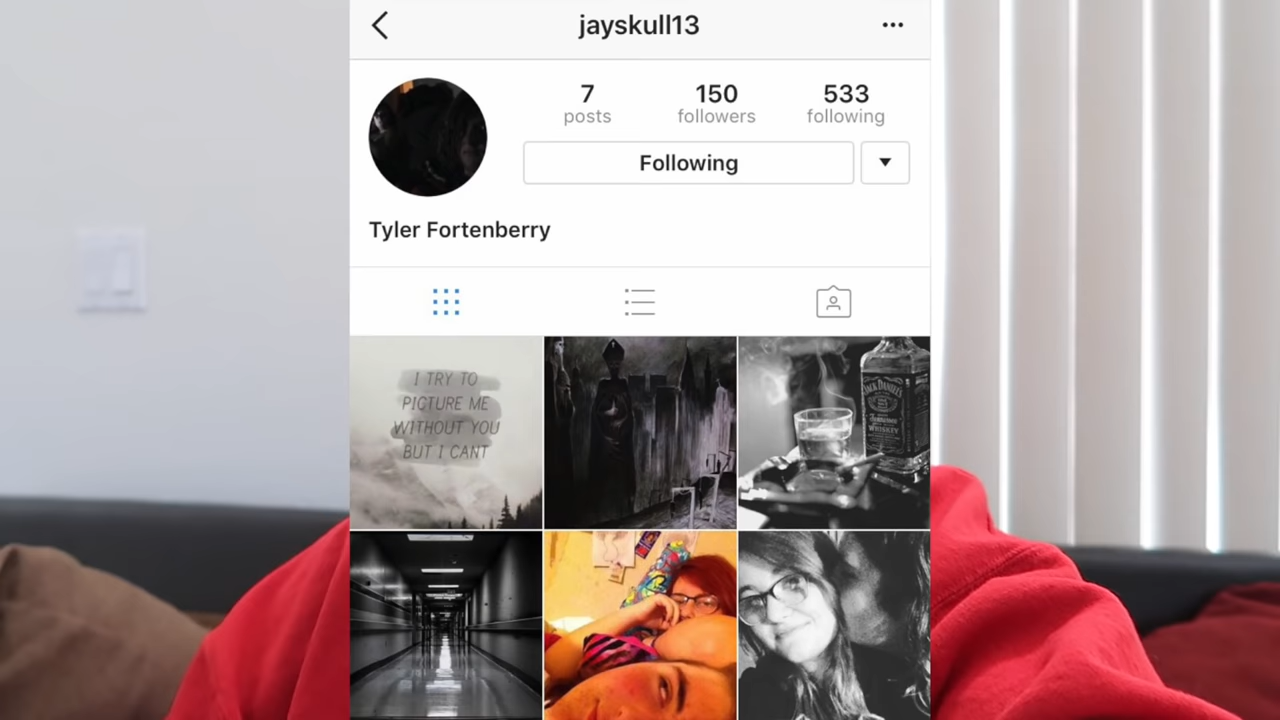 jayskull13
7
150
533
posts
followers
following
Following
Tyler Fortenberry
I TRY TO
PICTURE ME
WITHOUT YOU
BUT I CANT
JACK DANIEL'S
Tennessee
WHISKEY